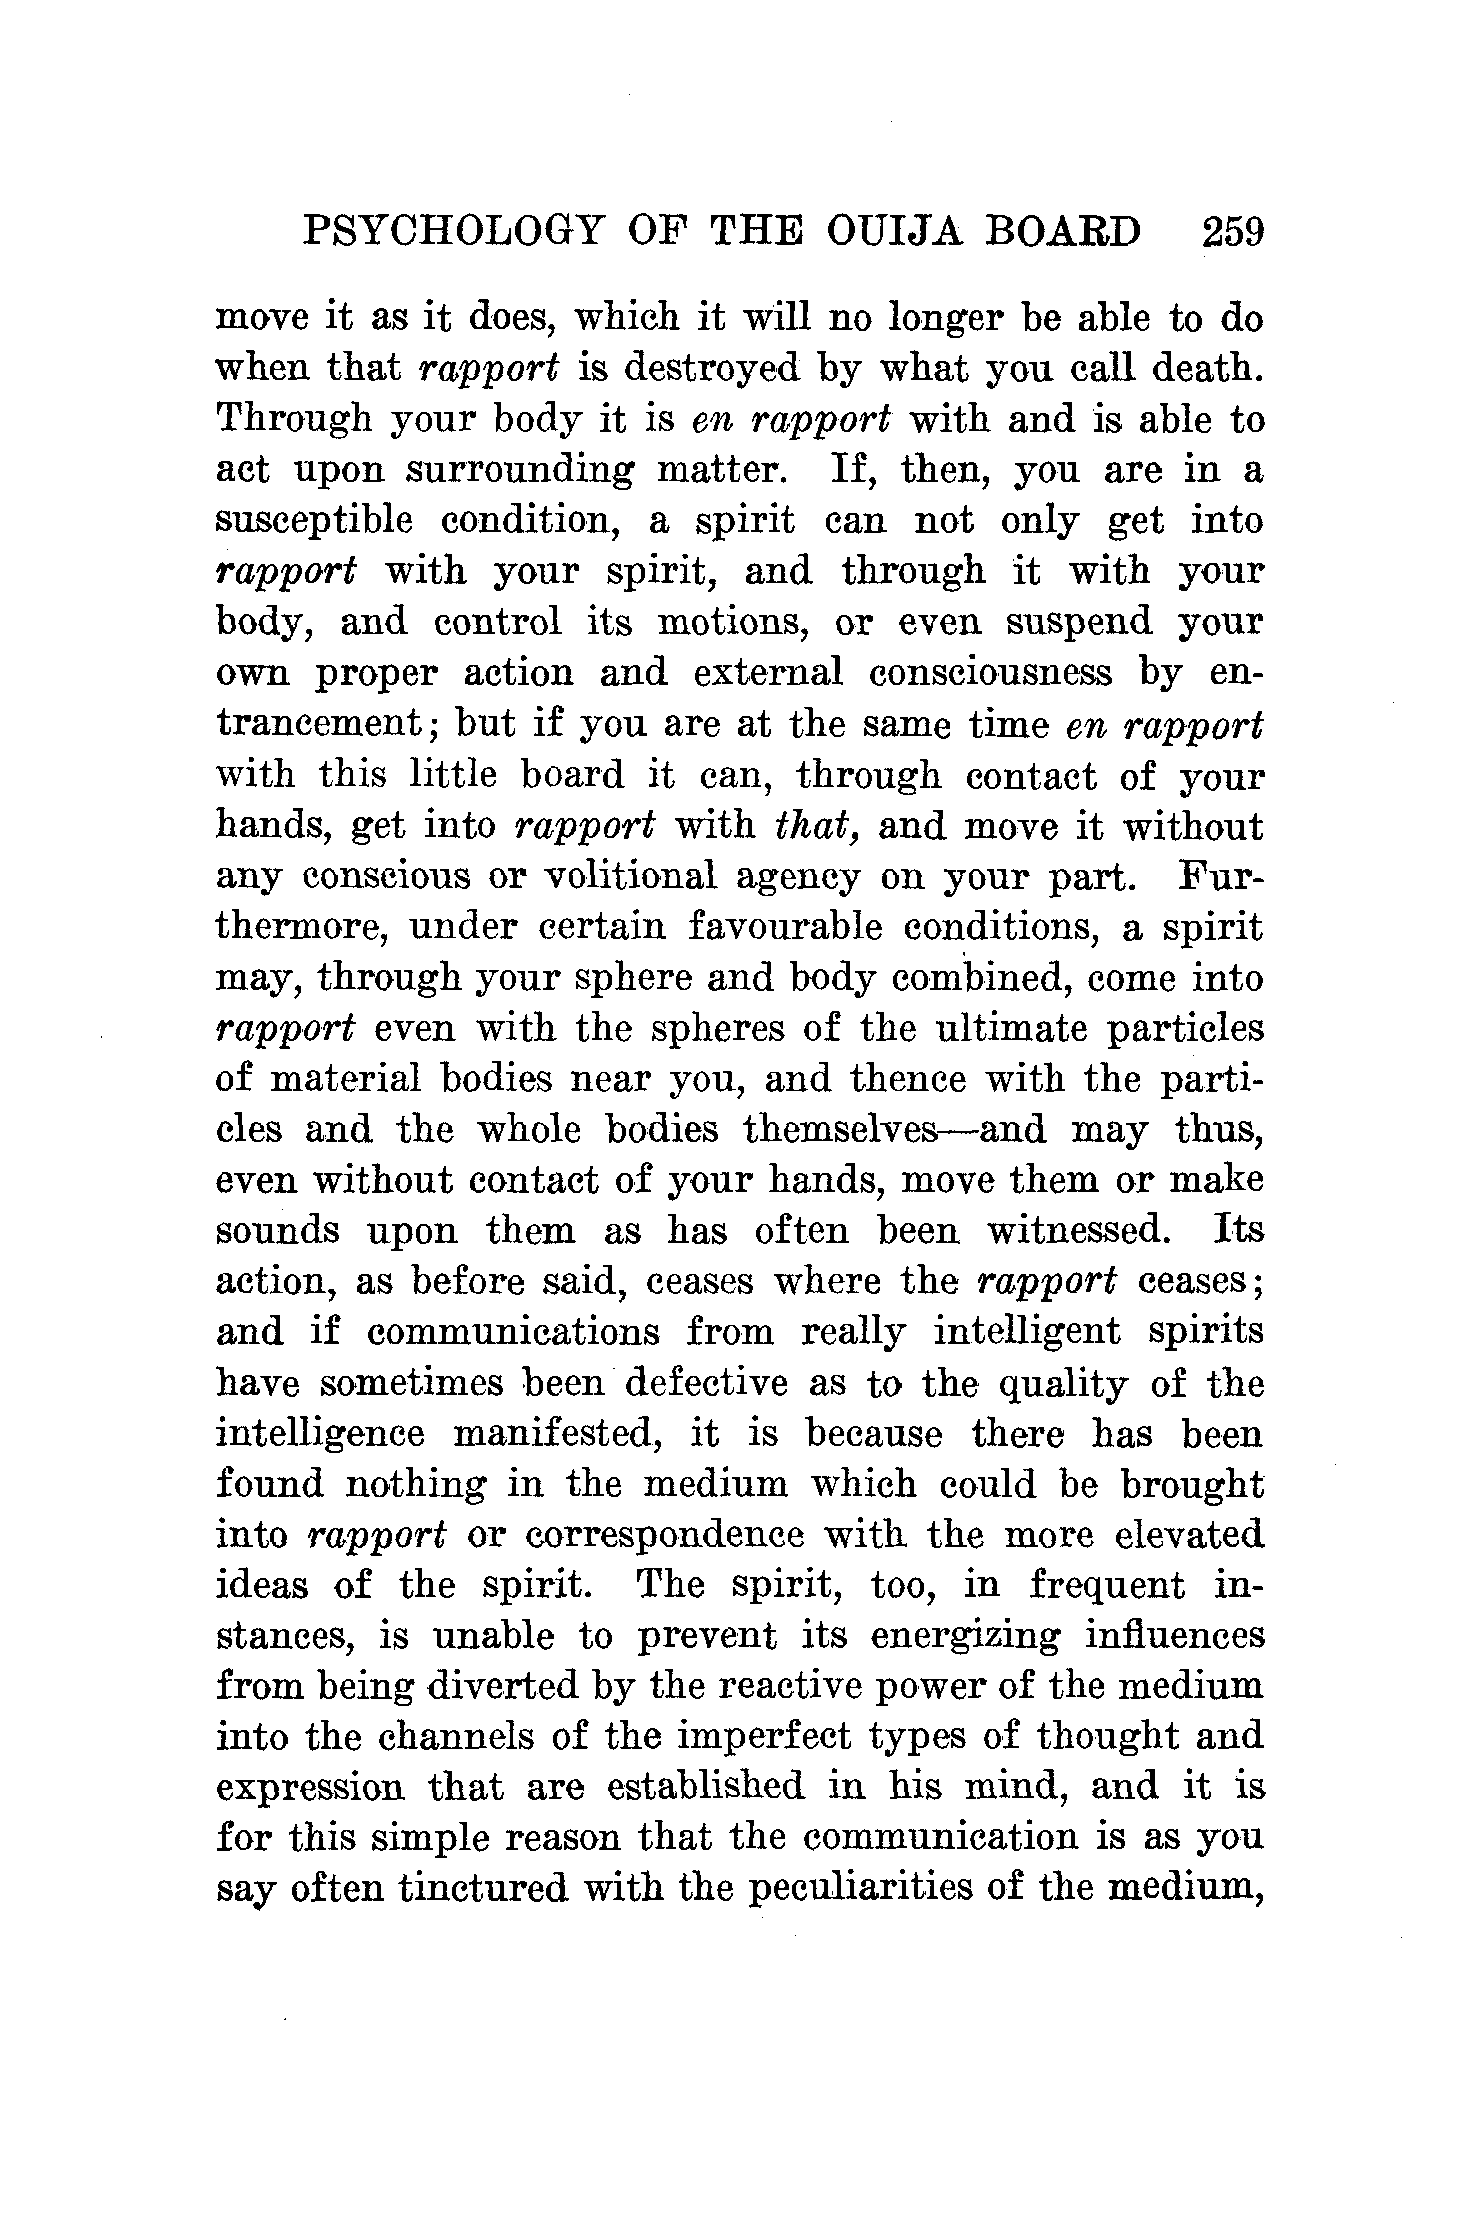 PSYCHOLOGY OF THE OUIJA BOARD 259
move it as it does, which it will no longer be able to do
when that rapport is destroyed by what you call death.
Through your body it is en rapport with and is able to
act upon surrounding matter. If, then, you are in a
susceptible condition, a spirit can not only get into
rapport with your spirit, and through it with your
body, and control its motions, or even suspend your
own proper action and external consciousness by en-
trancement; but if you are at the same time en rapport
with this little board it can, through contact of your
hands, get into rapport with that, and move it without
any conscious or volitional agency on your part. Fur-
thermore, under certain favourable conditions, a spirit
may, through your sphere and body combined, come into
rapport even with the spheres of the ultimate particles
of material bodies near you, and thence with the parti-
cles and the whole bodies themselves—and may thus,
even without contact of your hands, move them or make
sounds upon them as has often been witnessed. Its
action, as before said, ceases where the rapport ceases;
and if communications from really intelligent spirits
have sometimes been defective as to the quality of the
intelligence manifested, it is because there has been
found nothing in the medium which could be brought
into rapport or correspondence with the more elevated
ideas of the spirit. The spirit, too, in frequent in-
stances, is unable to prevent its energizing influences
from being diverted by the reactive power of the medium
into the channels of the imperfect types of thought and
expression that are established in his mind, and it is
for this simple reason that the communication is as you
say often tinctured with the peculiarities of the medium,